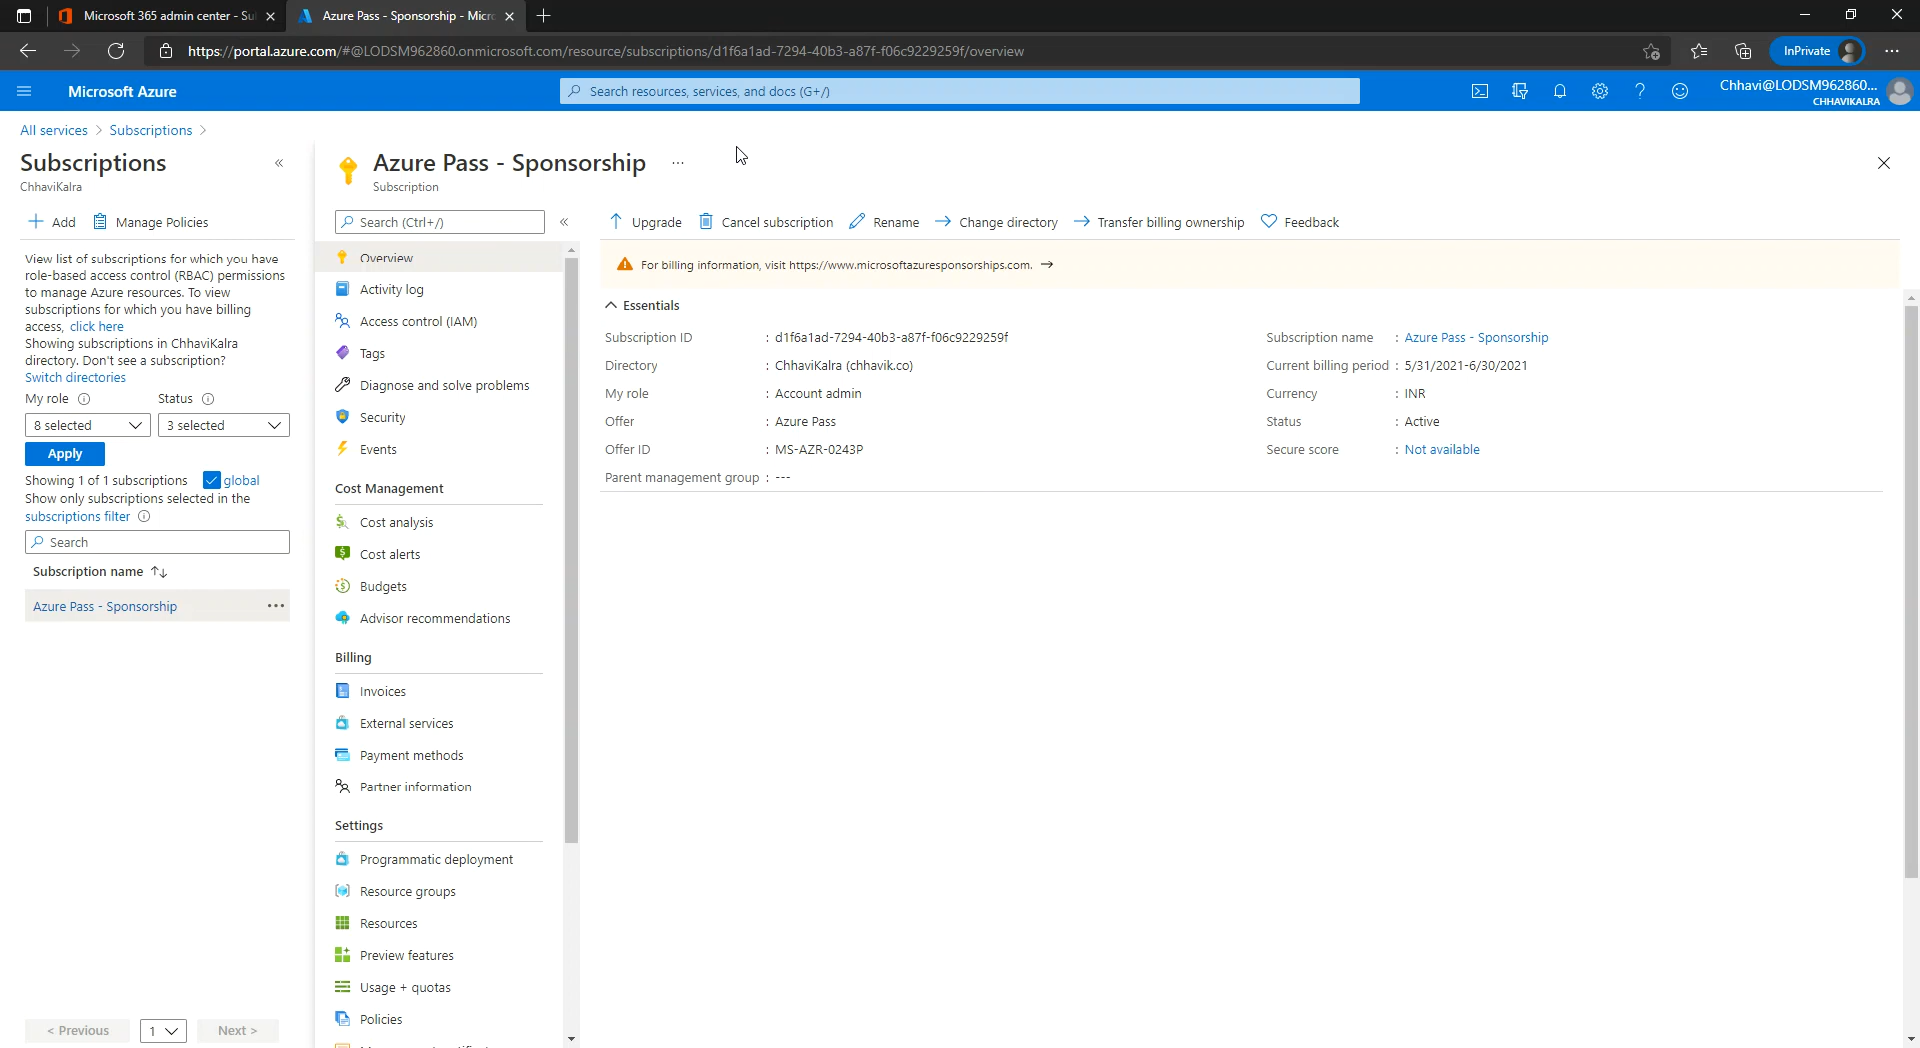 Microsoft 365 admin center - Su
Azure Pass - Sponsorship - Micr
https://portal.azure.com/#@LODSM962860.onmicrosoft.com/resource/subscriptions/d1f6a1ad-7294-40b3-a87f-f06c9229259f/overview
InPrivate
Microsoft Azure
Search resources, services, and docs (G+/)
Chhavi@LODSM962860...
CHHAVIKALRA
All services > Subscriptions >
Subscriptions
ChhaviKalra
Add
Manage Policies
View list of subscriptions for which you have
role-based access control (RBAC) permissions
to manage Azure resources. To view
subscriptions for which you have billing
access, click here
Showing subscriptions in ChhaviKalra
directory. Don't see a subscription?
Switch directories
My role
Status
8 selected
3 selected
Apply
Showing 1 of 1 subscriptions
global
Show only subscriptions selected in the
subscriptions filter
Search
Subscription name
Azure Pass - Sponsorship
< Previous
1
Next >
Azure Pass - Sponsorship
Subscription
Search (Ctrl+/)
Overview
Activity log
Access control (IAM)
Tags
Diagnose and solve problems
Security
Events
Cost Management
Cost analysis
Cost alerts
Budgets
Advisor recommendations
Billing
Invoices
External services
Payment methods
Partner information
Settings
Programmatic deployment
Resource groups
Resources
Preview features
Usage + quotas
Policies
Upgrade
Cancel subscription
Rename
Change directory
Transfer billing ownership
Feedback
For billing information, visit https://www.microsoftazuresponsorships.com.
Essentials
Subscription ID : d1f6a1ad-7294-40b3-a87f-f06c9229259f
Directory : ChhaviKalra (chhavik.co)
My role : Account admin
Offer : Azure Pass
Offer ID : MS-AZR-0243P
Parent management group : ---
Subscription name : Azure Pass - Sponsorship
Current billing period : 5/31/2021-6/30/2021
Currency : INR
Status : Active
Secure score : Not available